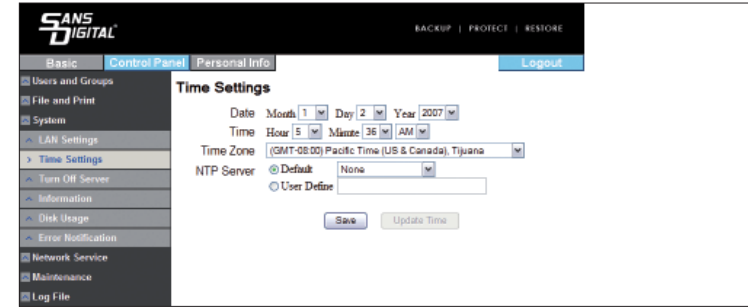 SANS DIGITAL
BACKUP | PROTECT | RESTORE
Basic Control Panel Personal Info Logout
Users and Groups
File and Print
System
LAN Settings
Time Settings
Turn Off Server
Information
Disk Usage
Error Notification
Network Service
Maintenance
Log File
Time Settings
Date Month 1 Day 2 Year 2007
Time Hour 5 Minute 36 AM
Time Zone (GMT-08:00) Pacific Time (US & Canada), Tijuana
NTP Server Default None
User Define
Save Update Time